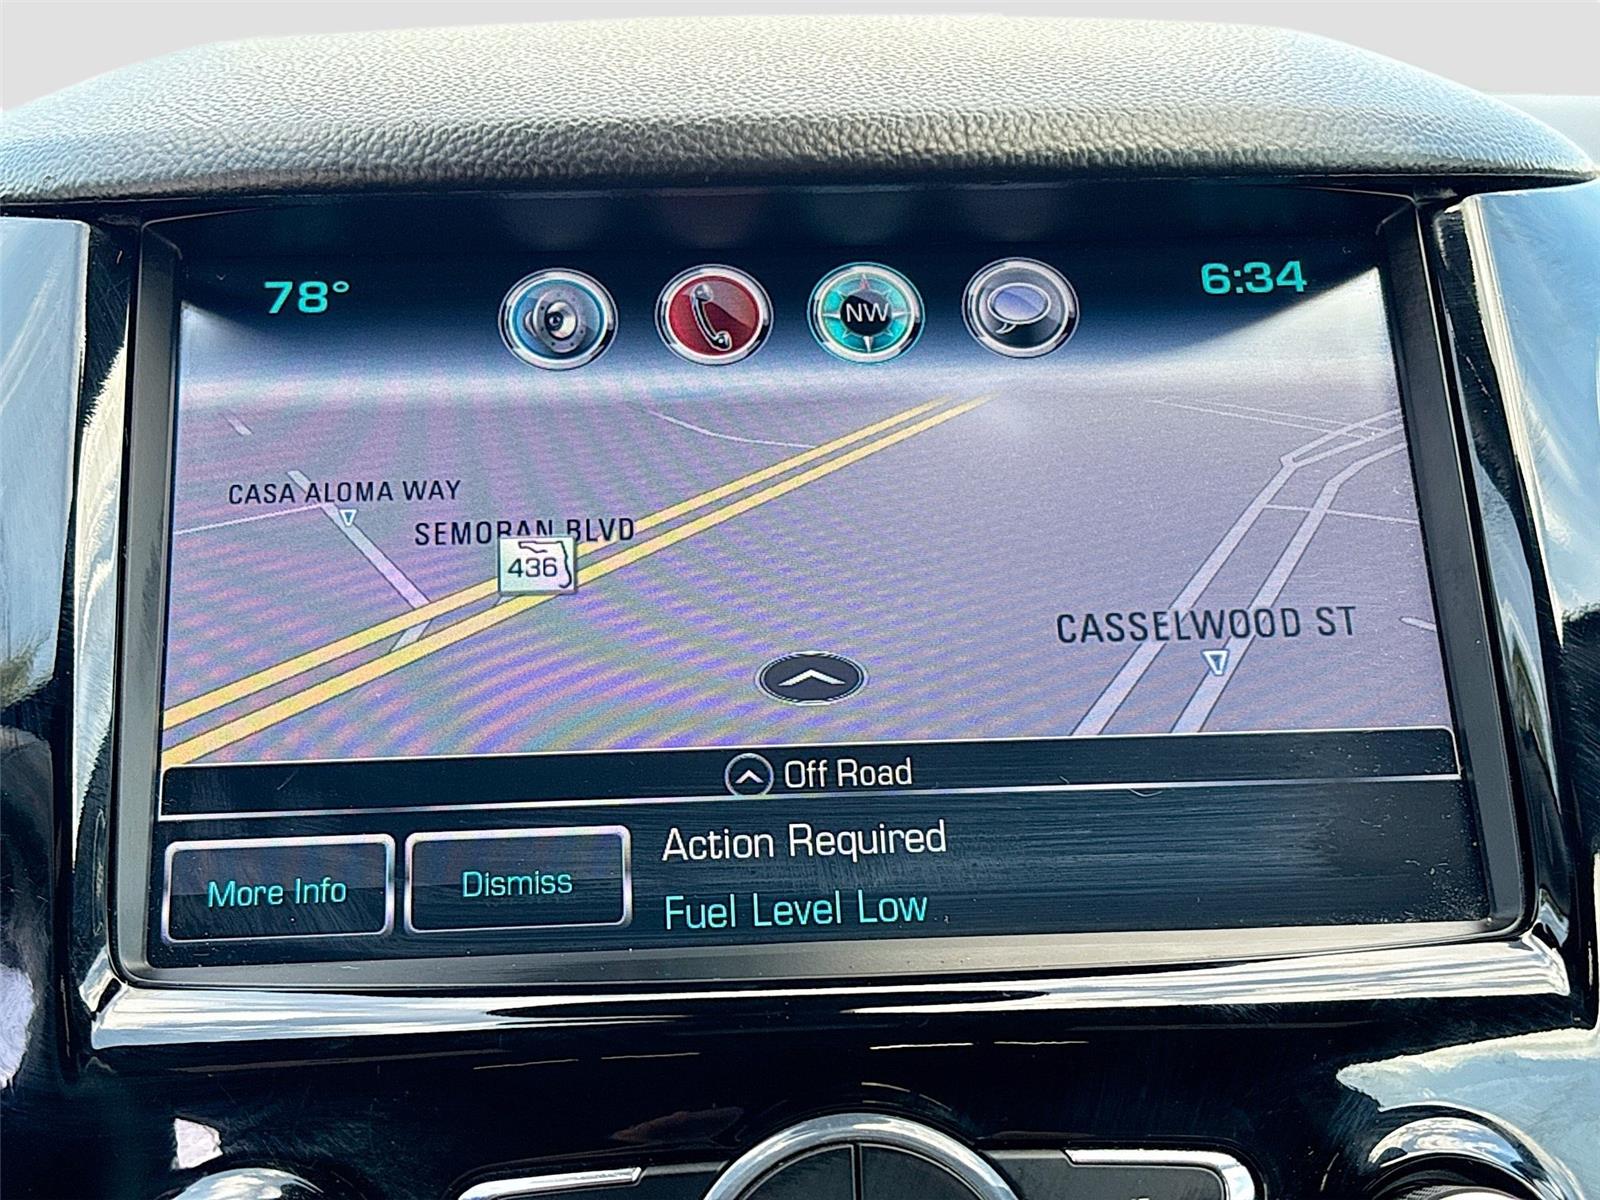 78°
NW
6:34
CASA ALOMA WAY
SEMORAN BLVD
436
CASSELWOOD ST
Off Road
More Info
Dismiss
Action Required
Fuel Level Low